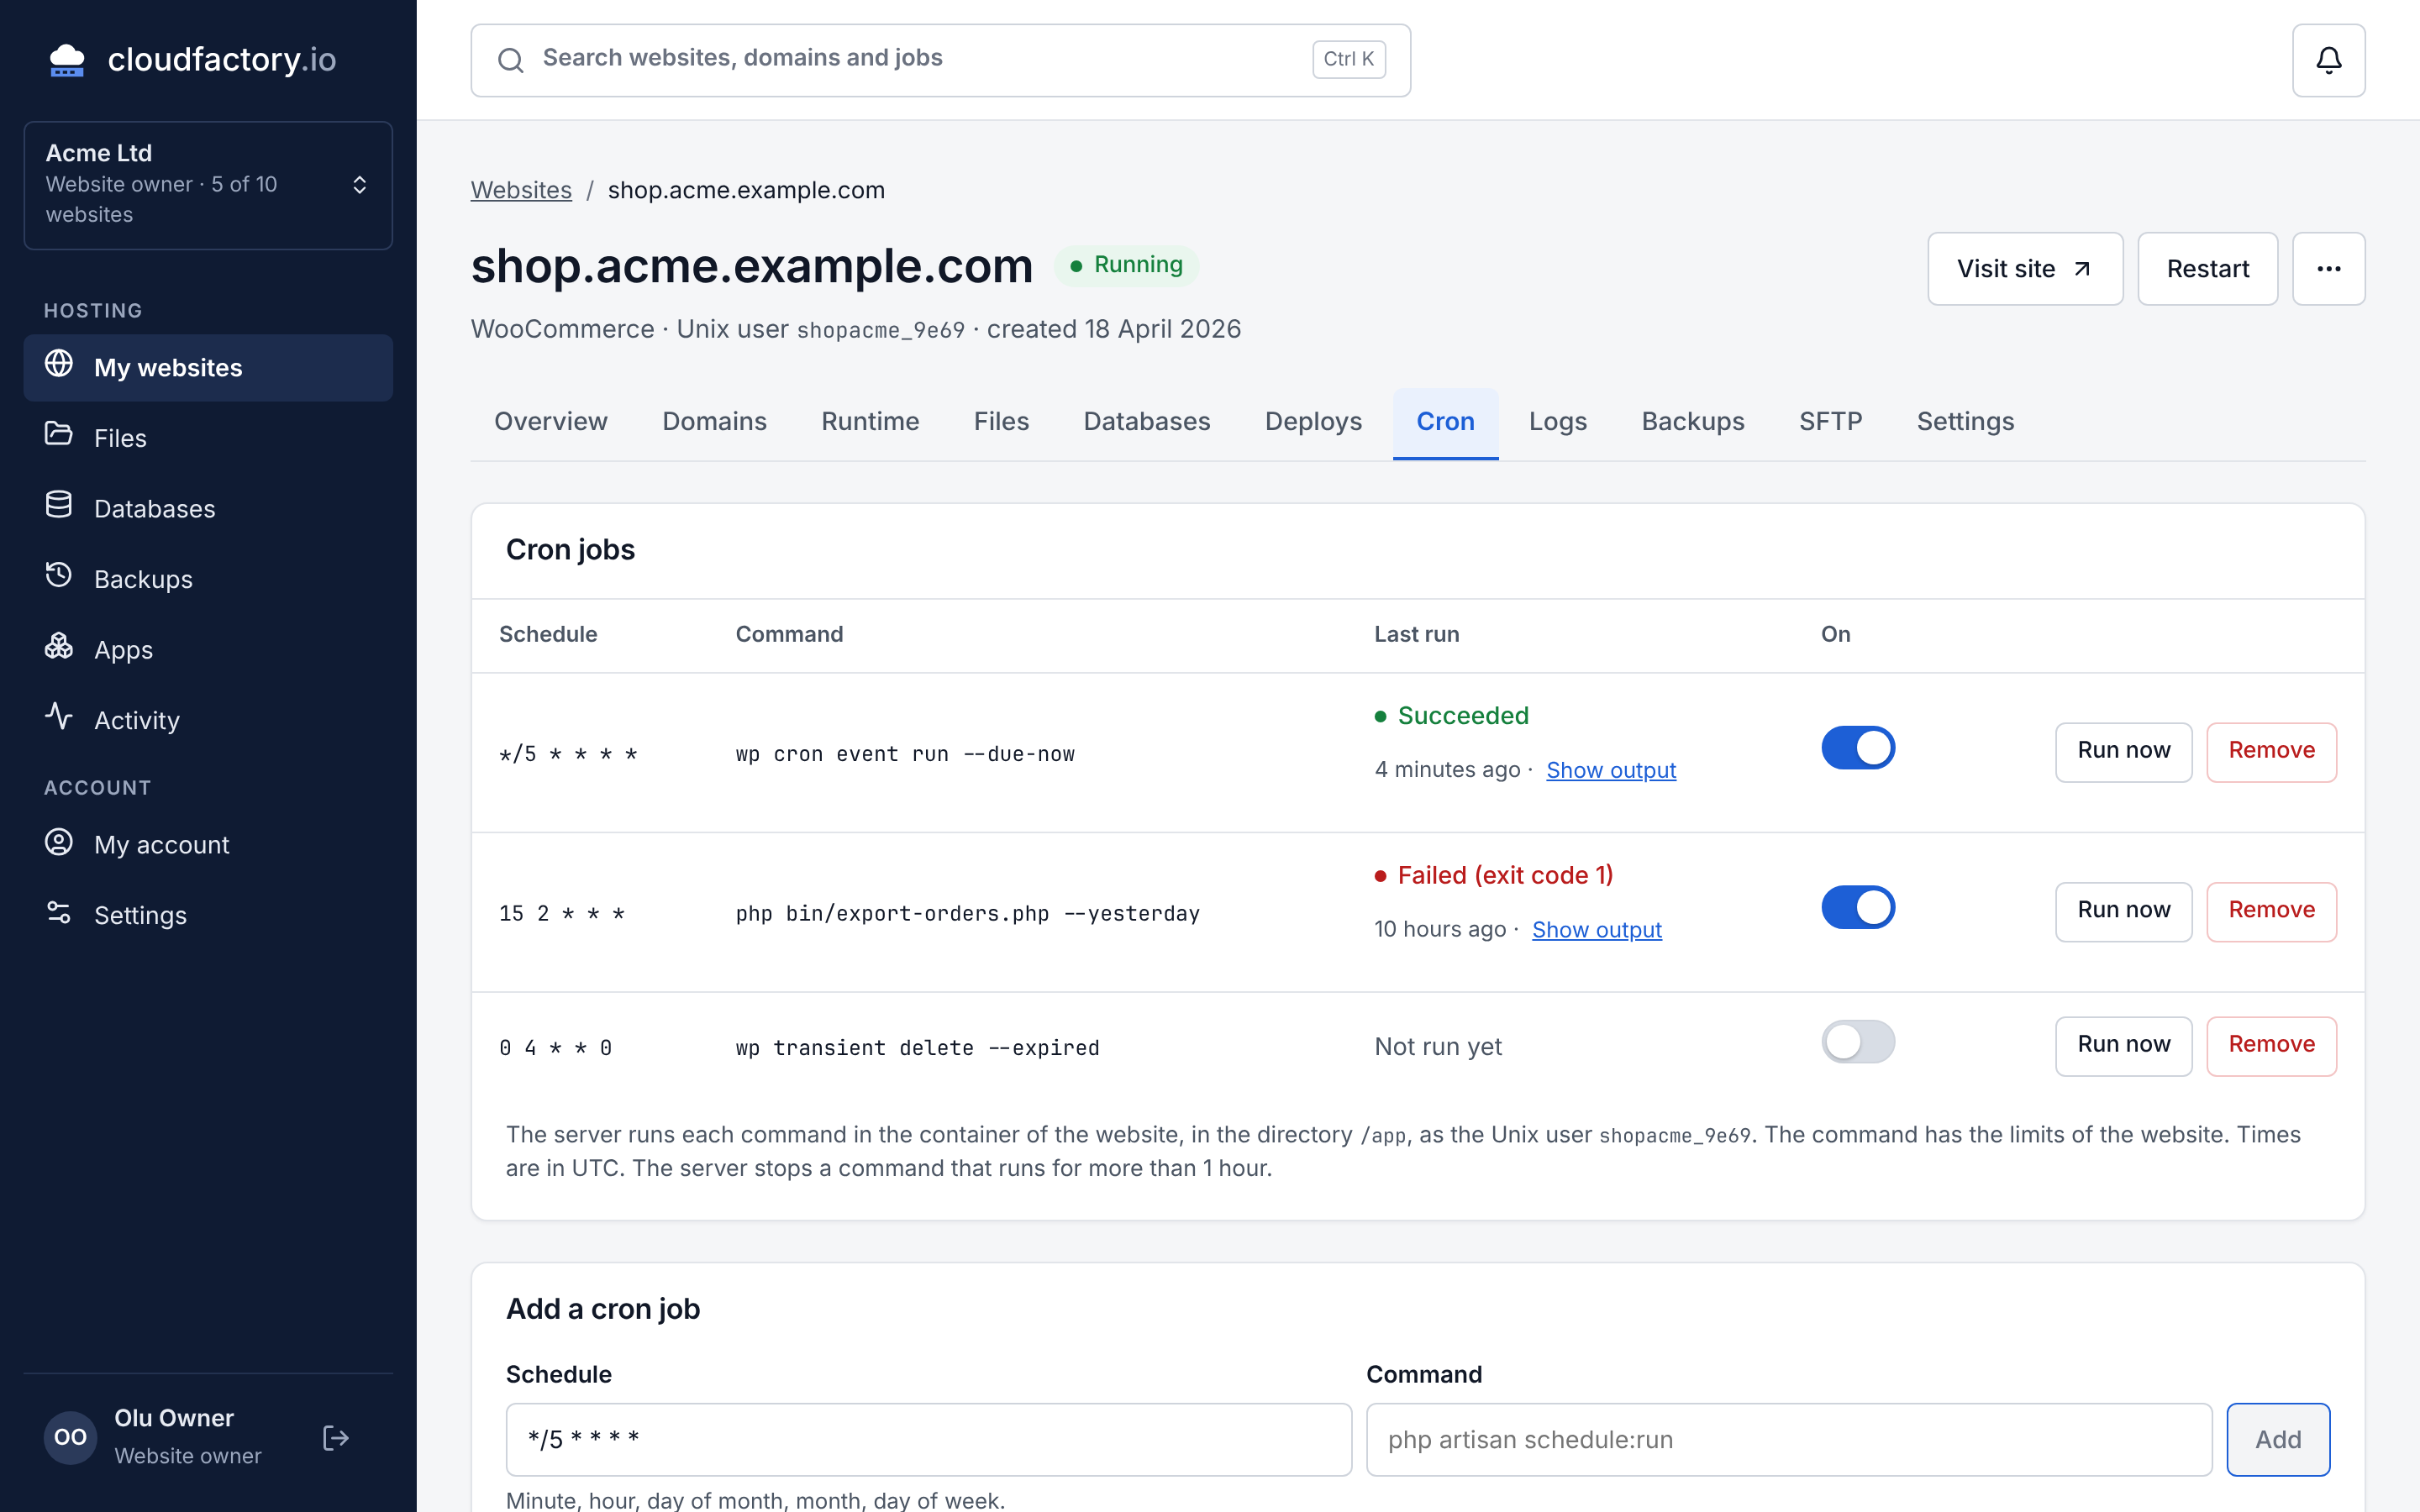 cloudfactory.io
Search websites, domains and jobs
Ctrl K
Acme Ltd
Website owner · 5 of 10
websites
HOSTING
My websites
Files
Databases
Backups
Apps
Activity
ACCOUNT
My account
Settings
OO
Olu Owner
Website owner
Websites / shop.acme.example.com
shop.acme.example.com
Running
Visit site
Restart
WooCommerce · Unix user shopacme_9e69 · created 18 April 2026
Overview
Domains
Runtime
Files
Databases
Deploys
Cron
Logs
Backups
SFTP
Settings
Cron jobs
Schedule
Command
Last run
On
*/5 * * * *
wp cron event run --due-now
Succeeded
4 minutes ago · Show output
Run now
Remove
15 2 * * *
php bin/export-orders.php --yesterday
Failed (exit code 1)
10 hours ago · Show output
Run now
Remove
0 4 * * 0
wp transient delete --expired
Not run yet
Run now
Remove
The server runs each command in the container of the website, in the directory /app, as the Unix user shopacme_9e69. The command has the limits of the website. Times
are in UTC. The server stops a command that runs for more than 1 hour.
Add a cron job
Schedule
Command
*/5 * * * *
php artisan schedule:run
Add
Minute, hour, day of month, month, day of week.